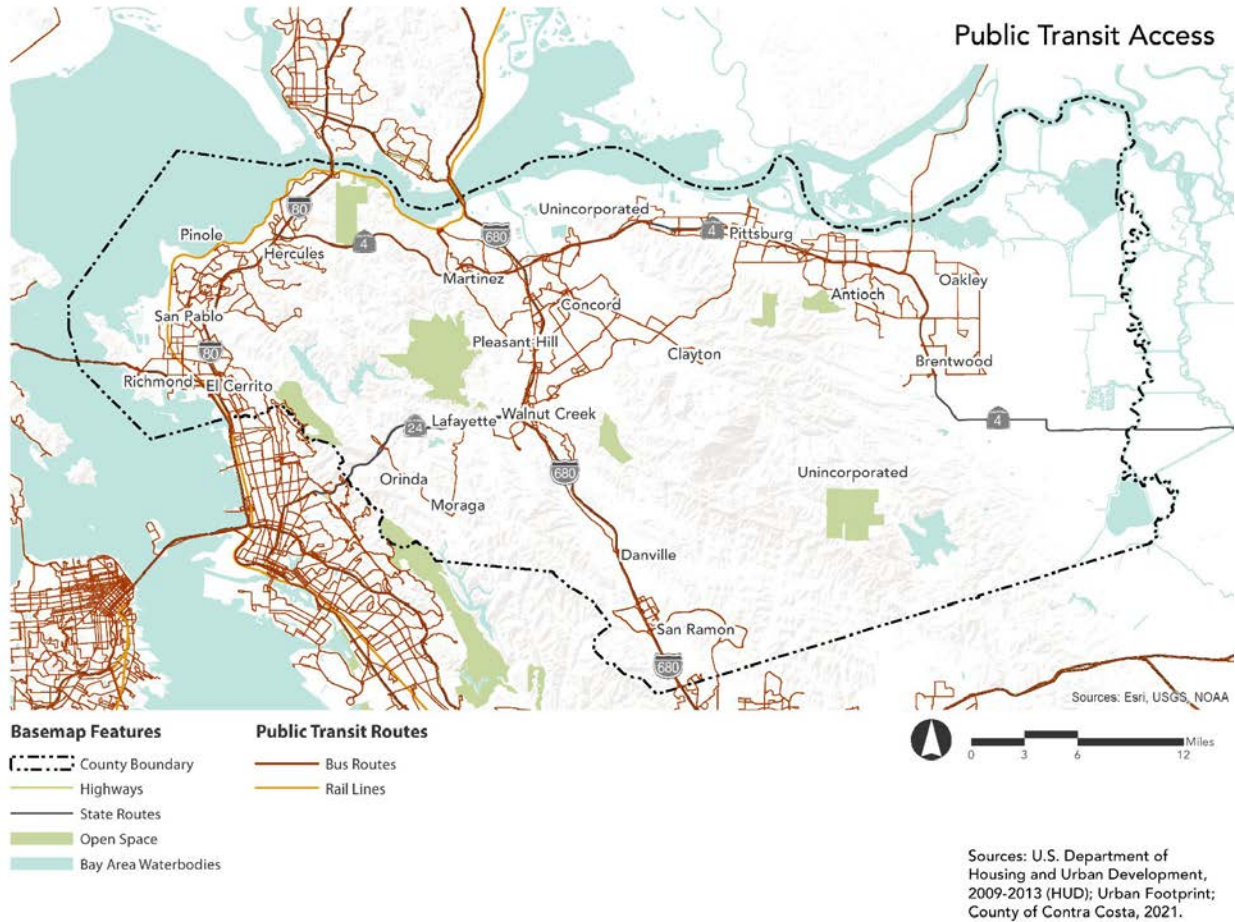 Public Transit Access
80
Unincorporated
680
4
Pinole
Pittsburg
4
Hercules
Martinez
Oakley
Antioch
Concord
San Pablo
Pleasant Hill
80
Clayton
Brentwood
Richmond
El Cerrito
Walnut Creek
Lafayette
24
4
680
Unincorporated
Orinda
Moraga
Danville
San Ramon
680
Sources: Esri, USGS, NOAA
Basemap Features
County Boundary
Highways
State Routes
Open Space
Bay Area Waterbodies
Public Transit Routes
Bus Routes
Rail Lines
Miles
0 3 6 12
Sources: U.S. Department of
Housing and Urban Development,
2009-2013 (HUD); Urban Footprint;
County of Contra Costa, 2021.